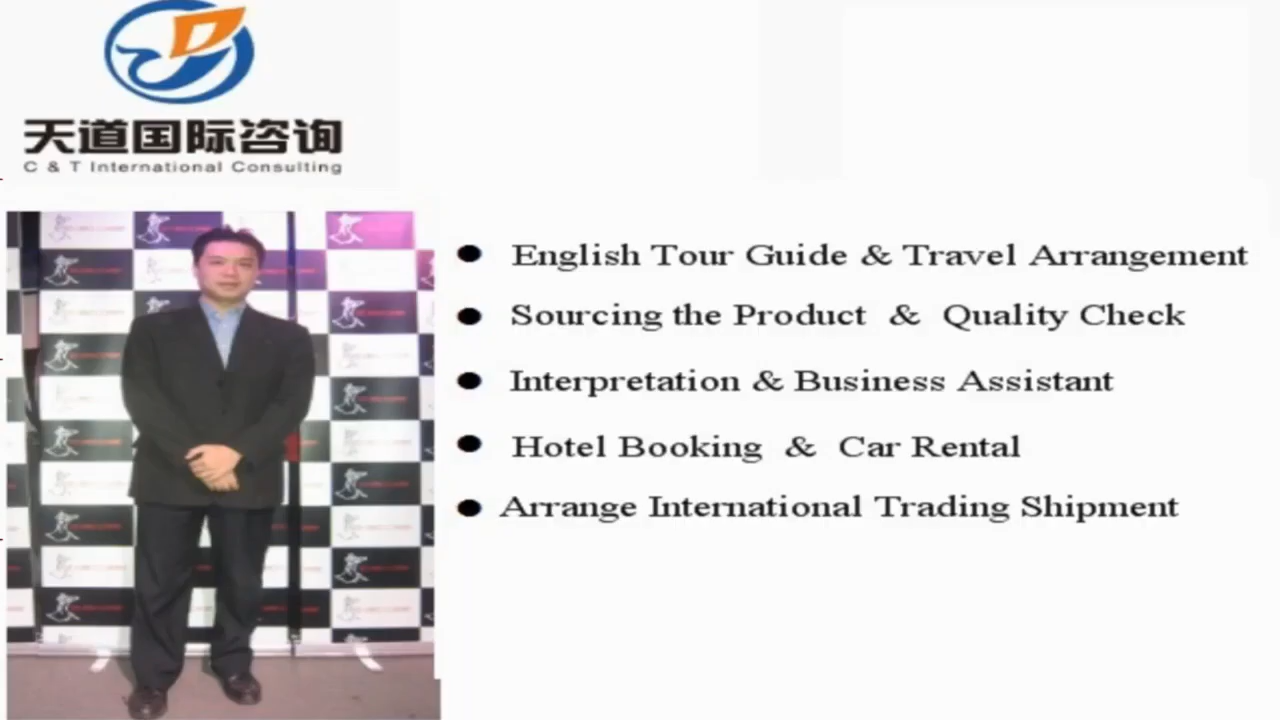 天道国际咨询
C & T International Consulting
● English Tour Guide & Travel Arrangement
● Sourcing the Product & Quality Check
● Interpretation & Business Assistant
● Hotel Booking & Car Rental
● Arrange International Trading Shipment